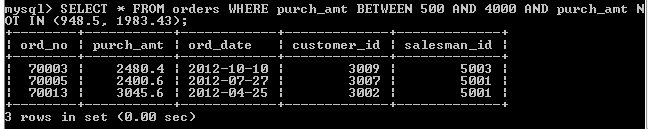 mysql> SELECT * FROM orders WHERE purch_amt BETWEEN 500 AND 4000 AND purch_amt N
OT IN (948.5, 1983.43);
+--------+-----------+------------+-------------+-------------+
| ord_no | purch_amt | ord_date   | customer_id | salesman_id |
+--------+-----------+------------+-------------+-------------+
|  70003 |    2480.4 | 2012-10-10 |        3009 |        5003 |
|  70005 |    2400.6 | 2012-07-27 |        3007 |        5001 |
|  70013 |    3045.6 | 2012-04-25 |        3002 |        5001 |
+--------+-----------+------------+-------------+-------------+
3 rows in set (0.00 sec)